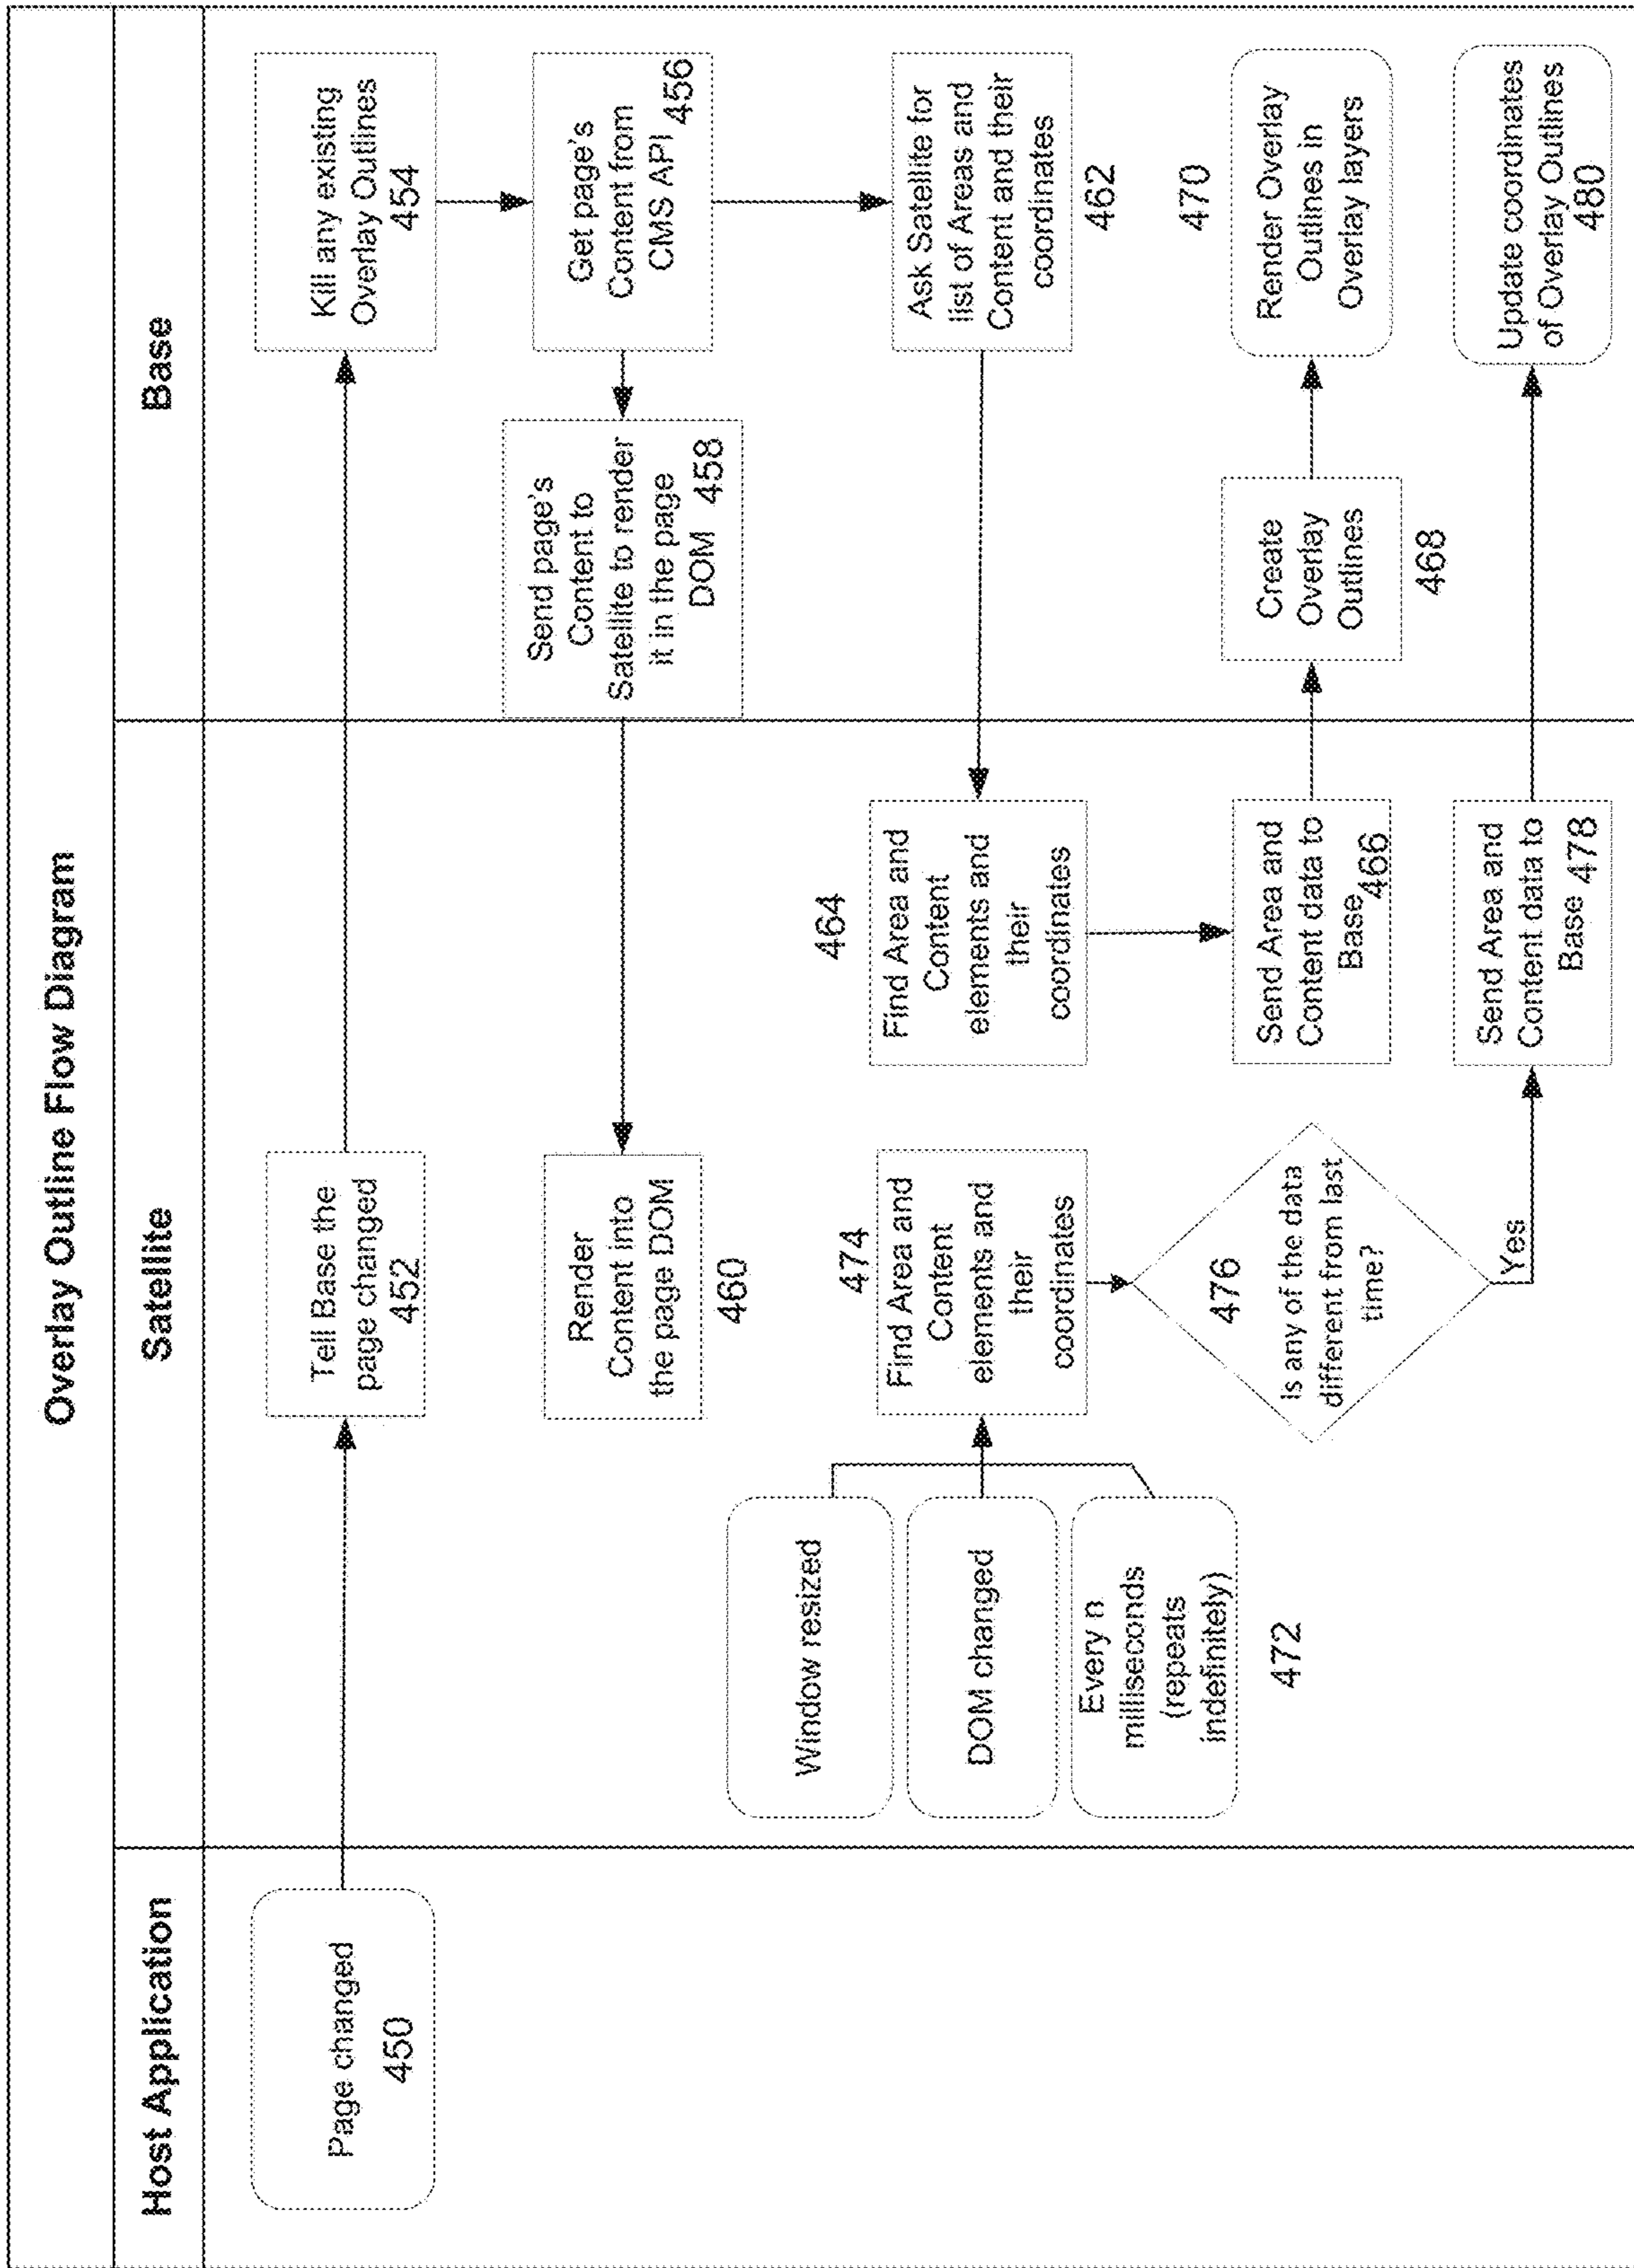 Overlay Outline Flow Diagram
Host Application
Satellite
Base
Page changed
450
Tell Base the
page changed
452
Kill any existing
Overlay Outlines
454
Get page's
Content from
CMS API 456
Send page's
Content to
Satellite to render
it in the page
DOM 458
Render
Content into
the page DOM
460
Ask Satellite for
list of Areas and
Content and their
coordinates
462
464
Find Area and
Content
elements and
their
coordinates
Send Area and
Content data to
Base 466
Create
Overlay
Outlines
468
470
Render Overlay
Outlines in
Overlay layers
Window resized
DOM changed
Every n
milliseconds
(repeats
indefinitely)
472
474
Find Area and
Content
elements and
their
coordinates
476
Is any of the data
different from last
time?
Yes
Send Area and
Content data to
Base 478
Update coordinates
of Overlay Outlines
480